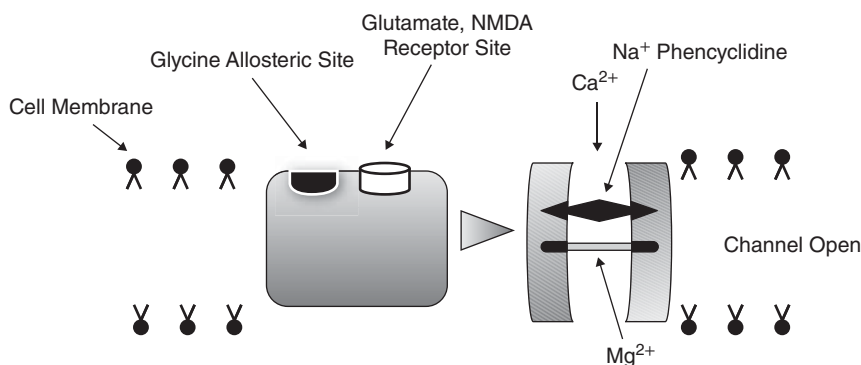 Glutamate, NMDA
Receptor Site
Glycine Allosteric Site
Na⁺ Phencyclidine
Ca²⁺
Cell Membrane
Channel Open
Mg²⁺